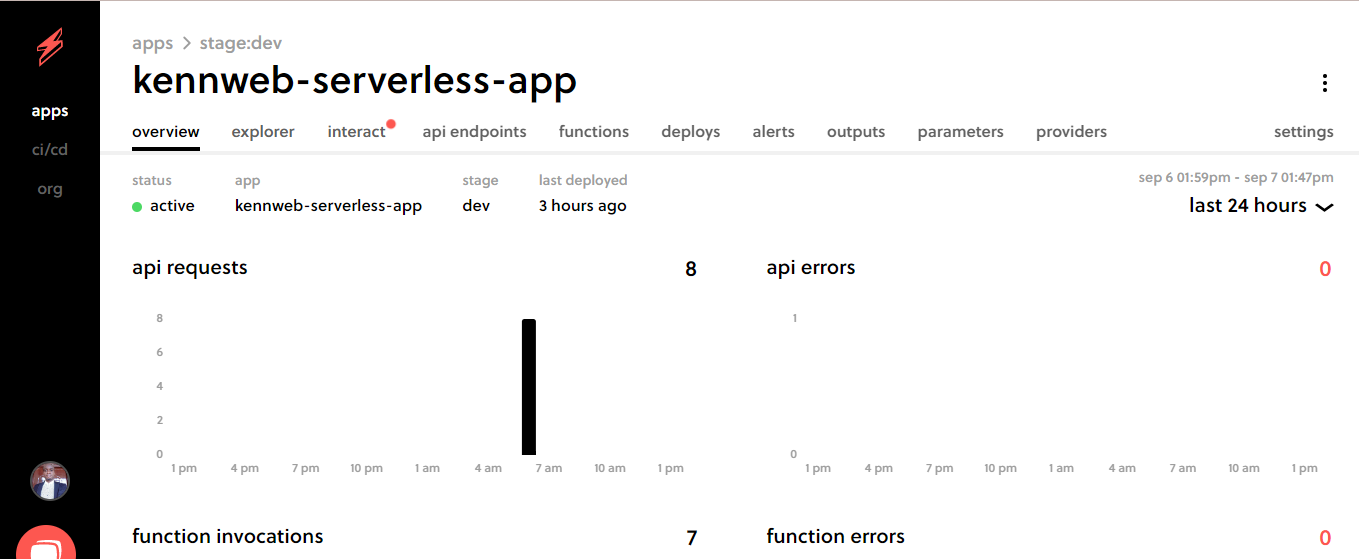 apps > stage:dev
kennweb-serverless-app
apps
ci/cd
org
overview explorer interact api endpoints functions deploys alerts outputs parameters providers settings
status app stage last deployed
active kennweb-serverless-app dev 3 hours ago
sep 6 01:59pm - sep 7 01:47pm
last 24 hours
api requests 8
8
6
4
2
0
1 pm 4 pm 7 pm 10 pm 1 am 4 am 7 am 10 am 1 pm
api errors 0
1
0
1 pm 4 pm 7 pm 10 pm 1 am 4 am 7 am 10 am 1 pm
function invocations 7
function errors 0